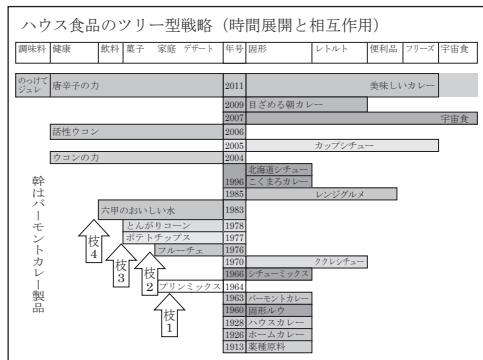 ハウス食品のツリー型戦略（時間展開と相互作用）
調味料 健康 飲料 菓子 家庭 デザート 年号 固形 レトルト 便利品 フリーズ 宇宙食
のっけてジュレ 唐辛子の力 2011 美味しいカレー
2009 目ざめる朝カレー
2007 宇宙食
活性ウコン 2006
2005 カップシチュー
ウコンの力 2004
北海道シチュー
1996 こくまろカレー
1985 レンジグルメ
六甲のおいしい水 1983
とんがりコーン 1978
ポテトチップス 1977
フルーチェ 1976
1970 ククレシチュー
1966 シチューミックス
プリンミックス 1964
1963 バーモントカレー
1960 固形ルウ
1928 ハウスカレー
1926 ホームカレー
1913 薬種原料
幹はバーモントカレー製品
枝4
枝3
枝2
枝1